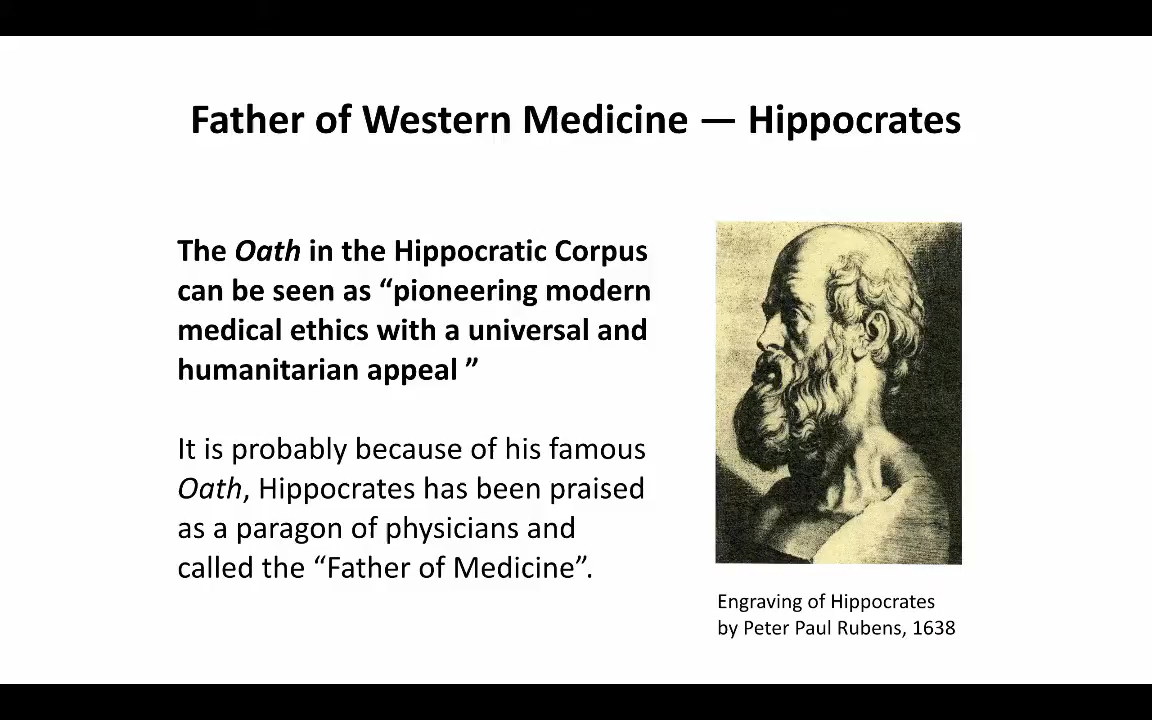 Father of Western Medicine — Hippocrates
The Oath in the Hippocratic Corpus
can be seen as “pioneering modern
medical ethics with a universal and
humanitarian appeal ”
It is probably because of his famous
Oath, Hippocrates has been praised
as a paragon of physicians and
called the “Father of Medicine”.
Engraving of Hippocrates
by Peter Paul Rubens, 1638